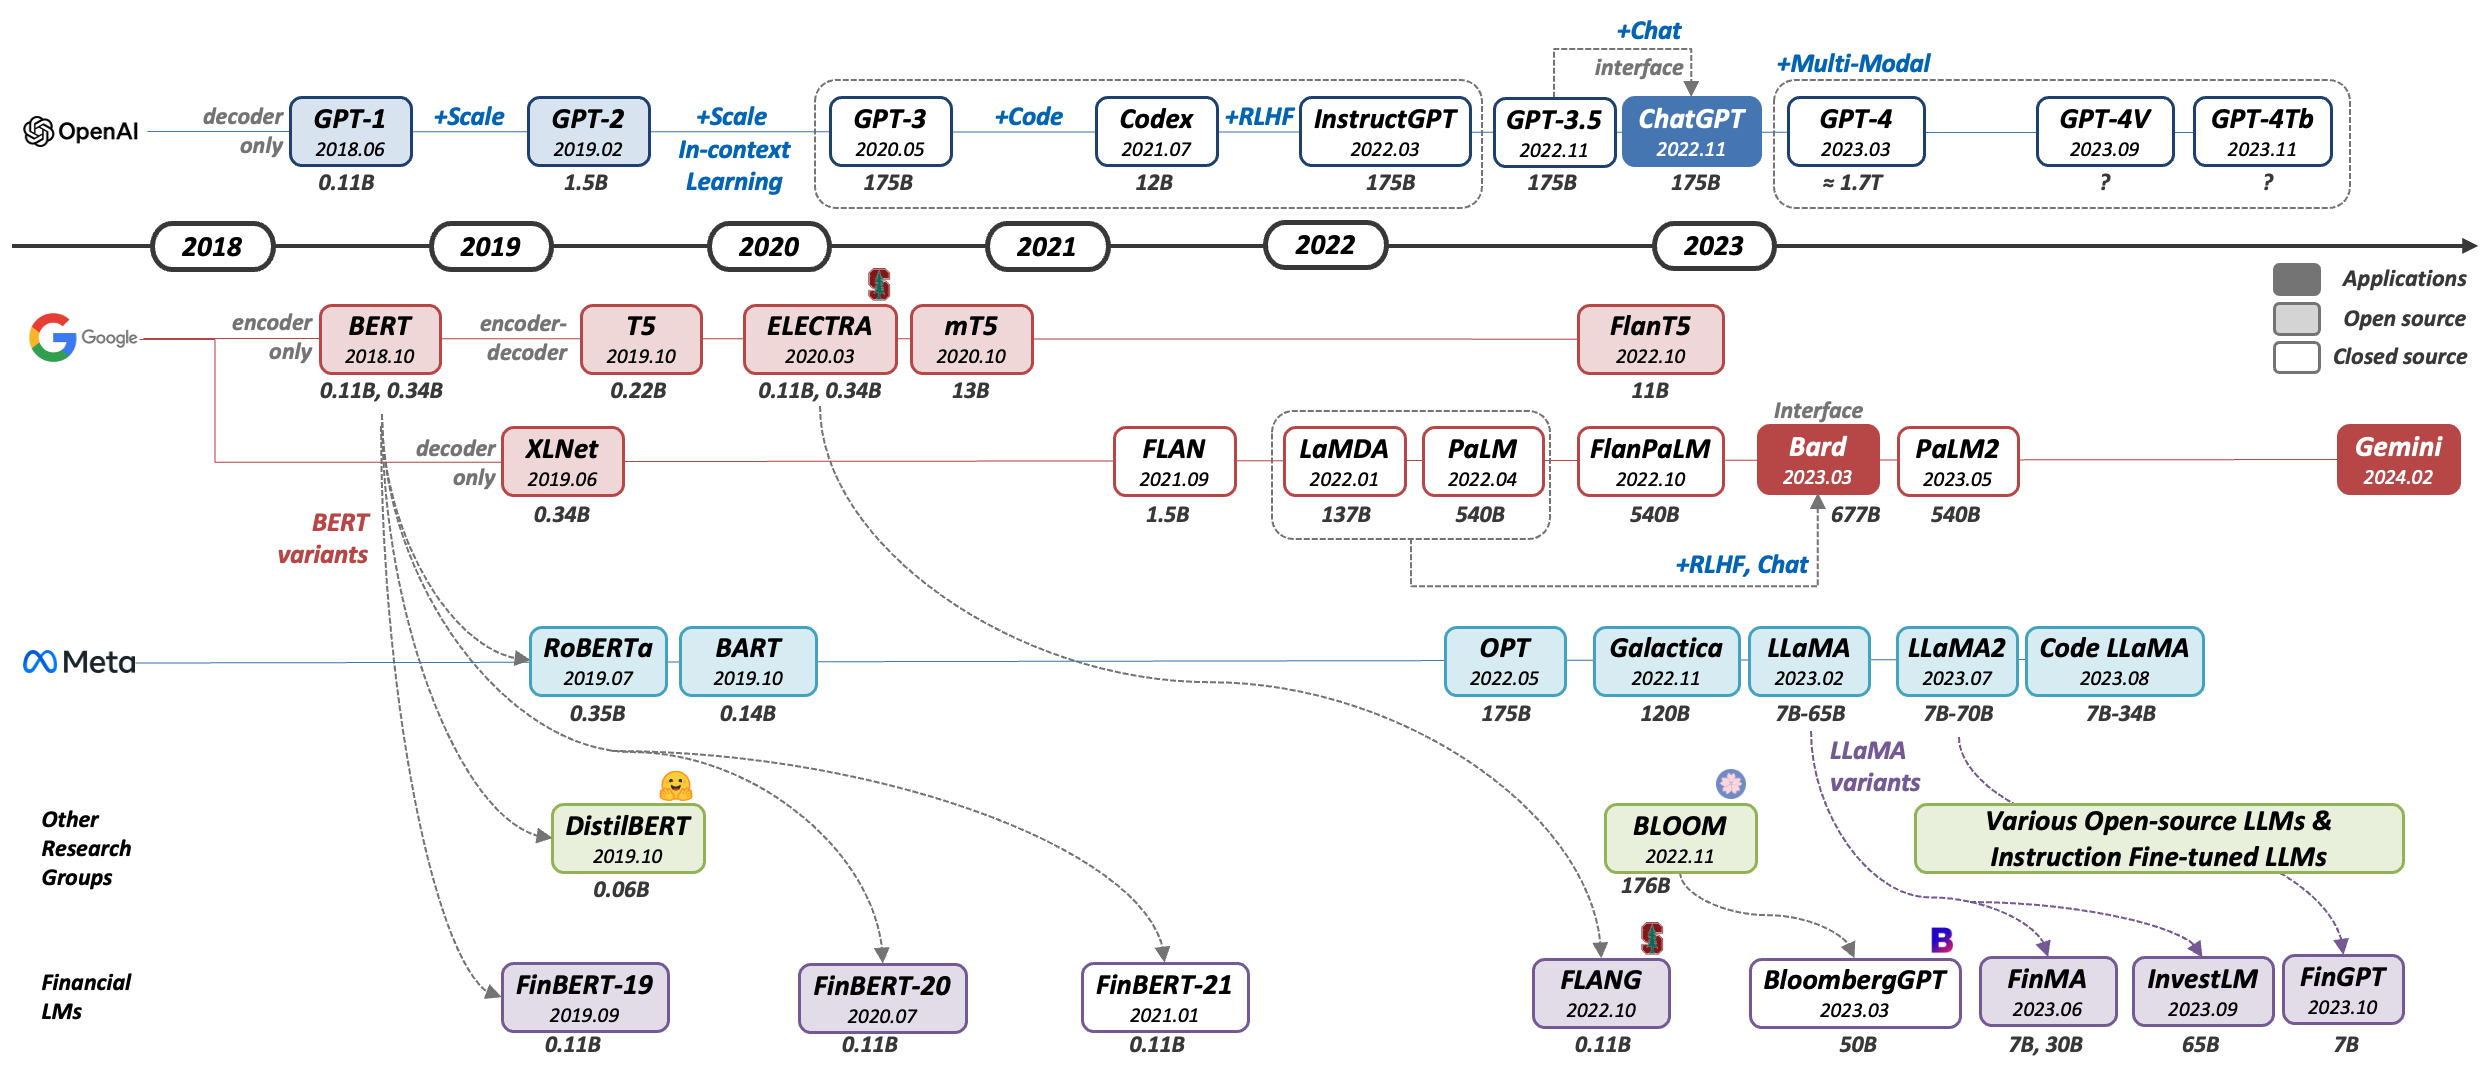 +Chat
interface
+Multi-Modal
OpenAI
decoder
only
GPT-1
2018.06
0.11B
+Scale
GPT-2
2019.02
1.5B
+Scale
In-context
Learning
GPT-3
2020.05
175B
+Code
Codex
2021.07
12B
+RLHF
InstructGPT
2022.03
175B
GPT-3.5
2022.11
175B
ChatGPT
2022.11
175B
GPT-4
2023.03
≈ 1.7T
GPT-4V
2023.09
?
GPT-4Tb
2023.11
?
2018
2019
2020
2021
2022
2023
Applications
Open source
Closed source
Google
encoder
only
BERT
2018.10
0.11B, 0.34B
encoder-
decoder
T5
2019.10
0.22B
S
ELECTRA
2020.03
0.11B, 0.34B
mT5
2020.10
13B
FlanT5
2022.10
11B
decoder
only
XLNet
2019.06
0.34B
FLAN
2021.09
1.5B
LaMDA
2022.01
137B
PaLM
2022.04
540B
FlanPaLM
2022.10
540B
Interface
Bard
2023.03
677B
PaLM2
2023.05
540B
Gemini
2024.02
+RLHF, Chat
BERT
variants
Meta
RoBERTa
2019.07
0.35B
BART
2019.10
0.14B
OPT
2022.05
175B
Galactica
2022.11
120B
LLaMA
2023.02
7B-65B
LLaMA2
2023.07
7B-70B
Code LLaMA
2023.08
7B-34B
LLaMA
variants
Other
Research
Groups
DistilBERT
2019.10
0.06B
BLOOM
2022.11
176B
Various Open-source LLMs &
Instruction Fine-tuned LLMs
Financial
LMs
FinBERT-19
2019.09
0.11B
FinBERT-20
2020.07
0.11B
FinBERT-21
2021.01
0.11B
S
FLANG
2022.10
0.11B
B
BloombergGPT
2023.03
50B
FinMA
2023.06
7B, 30B
InvestLM
2023.09
65B
FinGPT
2023.10
7B